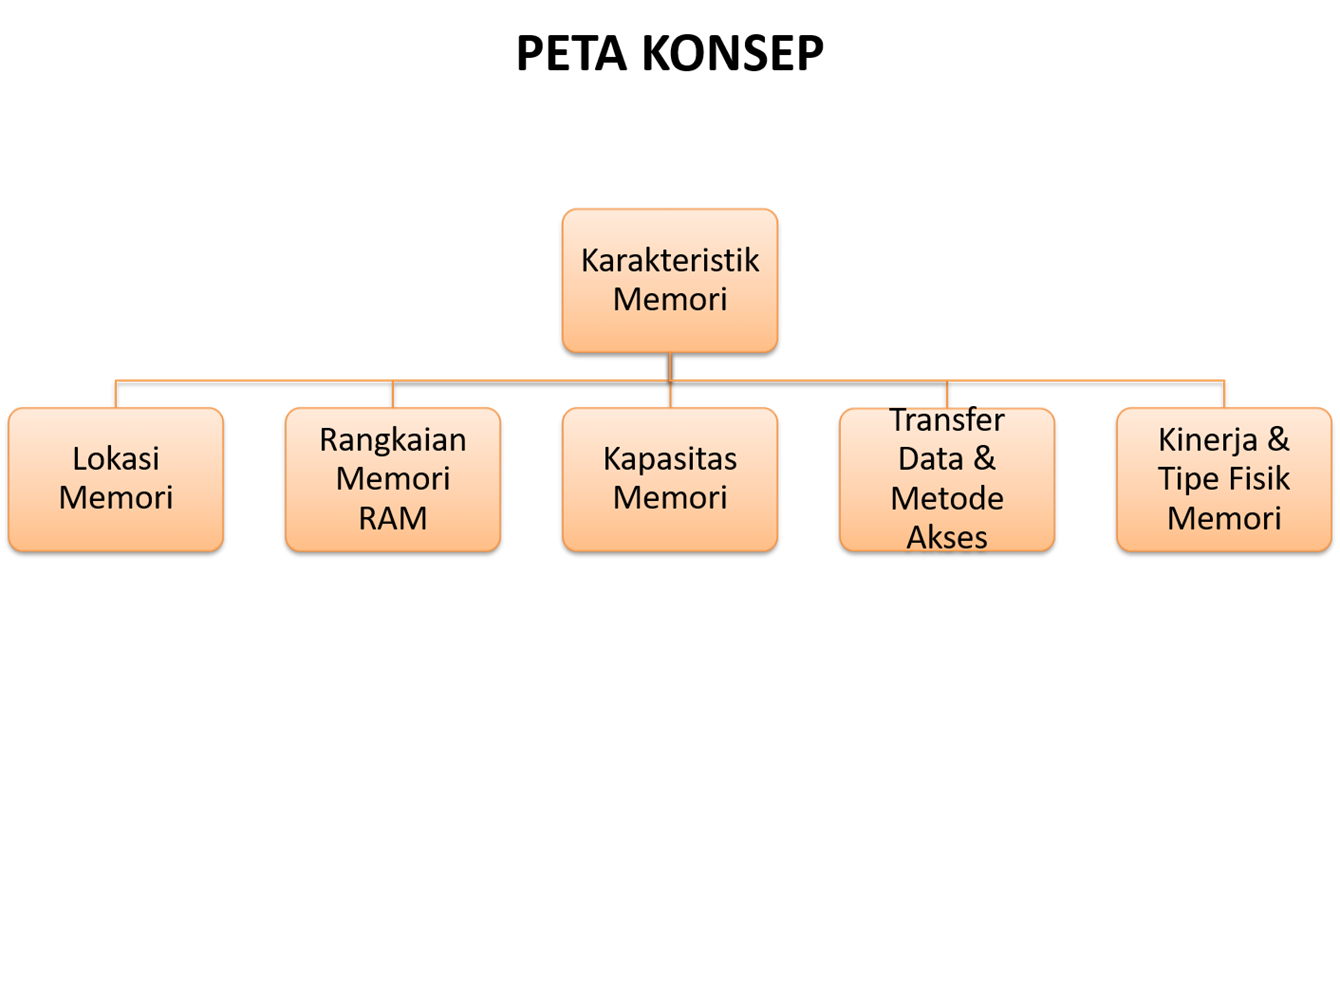 PETA KONSEP
Karakteristik
Memori
Lokasi
Memori
Rangkaian
Memori
RAM
Kapasitas
Memori
Transfer
Data &
Metode
Akses
Kinerja &
Tipe Fisik
Memori